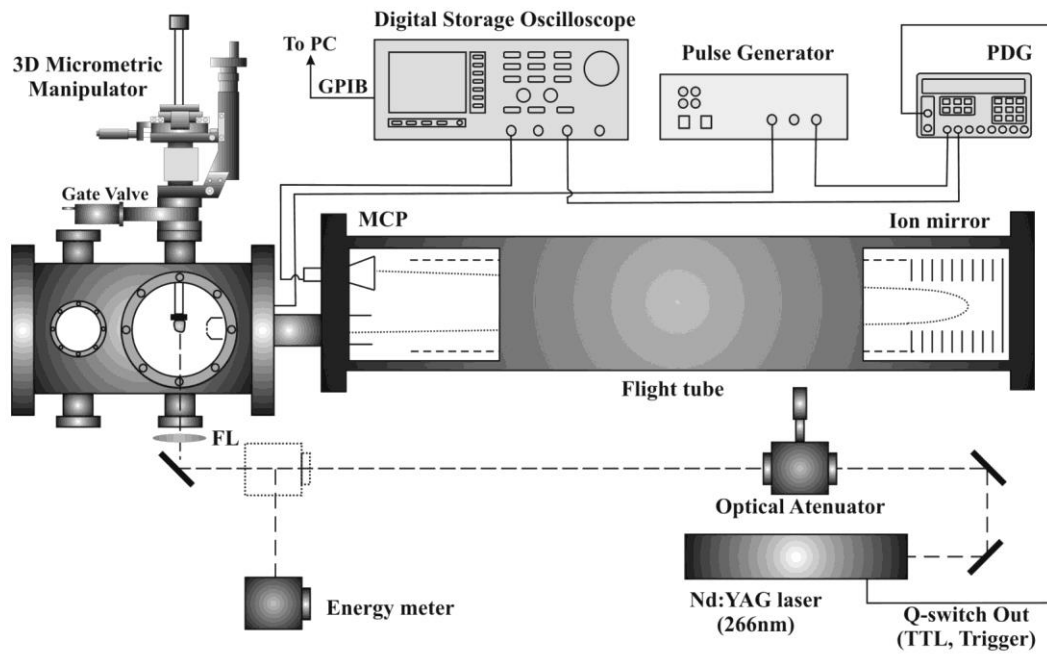 Digital Storage Oscilloscope
To PC
GPIB
Pulse Generator
PDG
3D Micrometric
Manipulator
Gate Valve
MCP
Ion mirror
Flight tube
FL
Optical Atenuator
Energy meter
Nd:YAG laser
(266nm)
Q-switch Out
(TTL, Trigger)